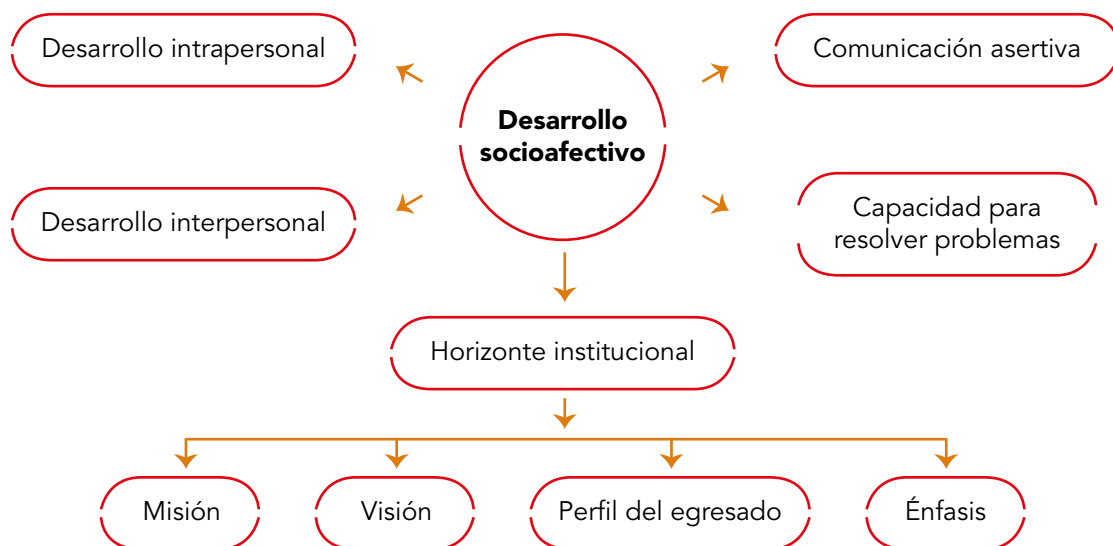 Desarrollo intrapersonal
Comunicación asertiva
Desarrollo
socioafectivo
Desarrollo interpersonal
Capacidad para
resolver problemas
Horizonte institucional
Misión
Visión
Perfil del egresado
Énfasis